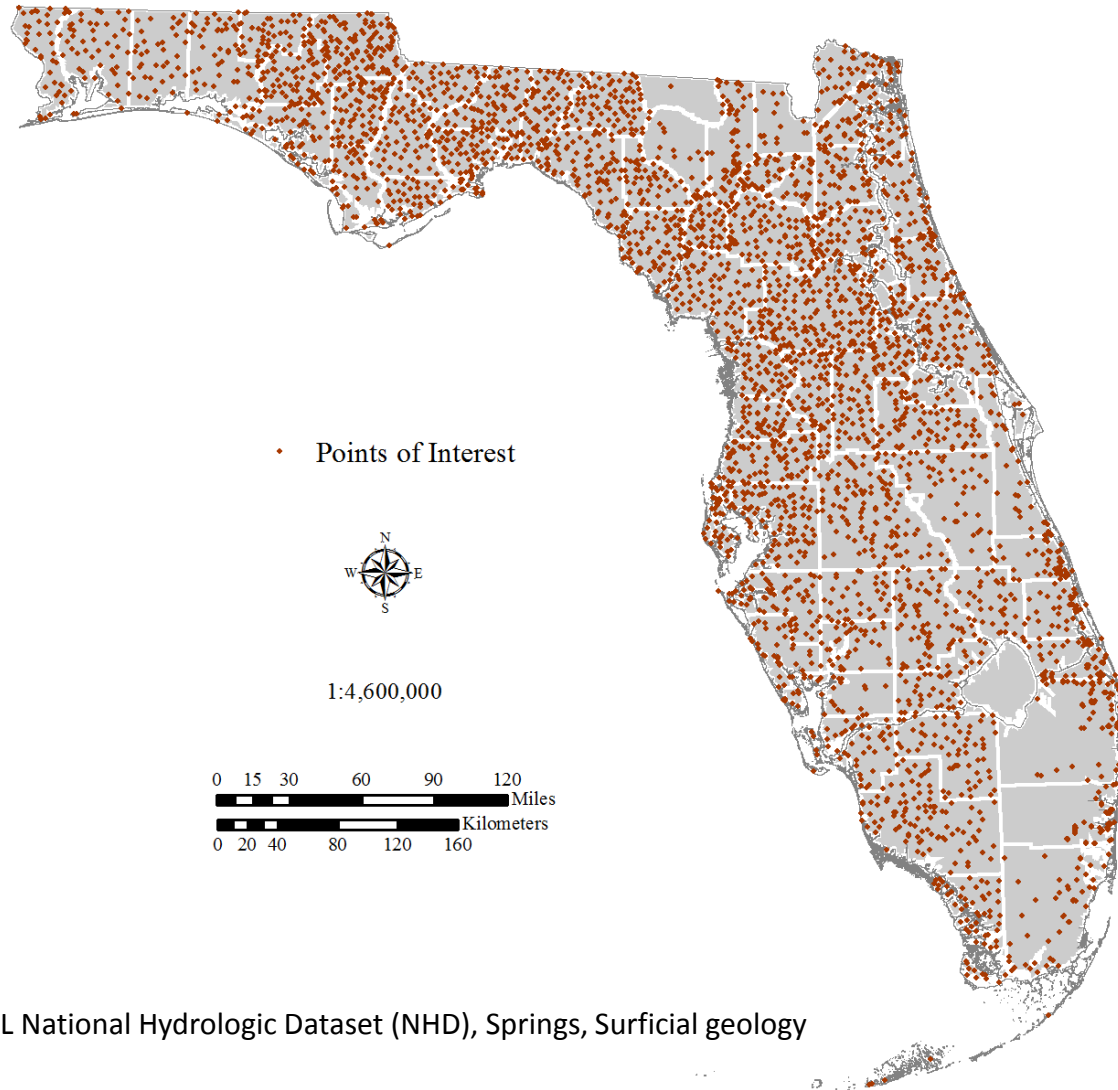 Points of Interest
N
W E
S
1:4,600,000
0 15 30 60 90 120
Miles
Kilometers
0 20 40 80 120 160
L National Hydrologic Dataset (NHD), Springs, Surficial geology